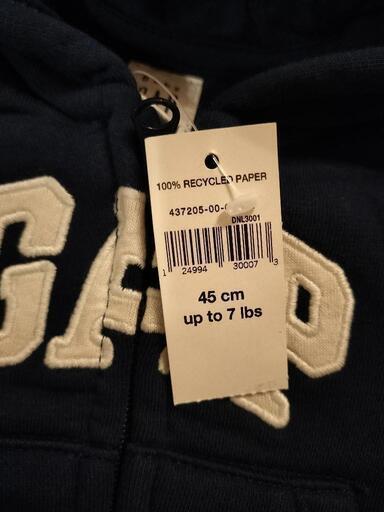 100% RECYCLED PAPER
437205-00-
DNL3001
1 24994 30007 3
45 cm
up to 7 lbs
GAP